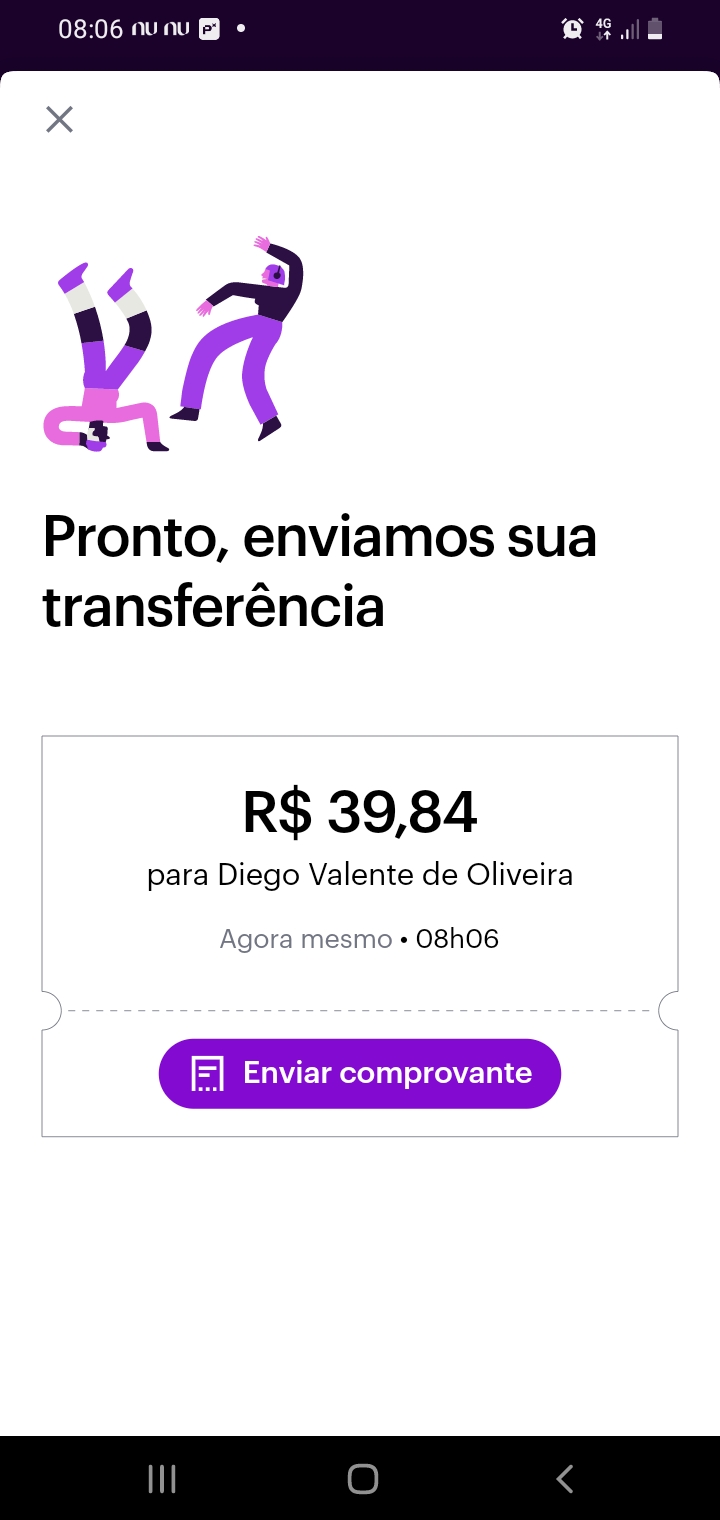 08:06 nu nu P
4G
Pronto, enviamos sua
transferência
R$ 39,84
para Diego Valente de Oliveira
Agora mesmo • 08h06
Enviar comprovante